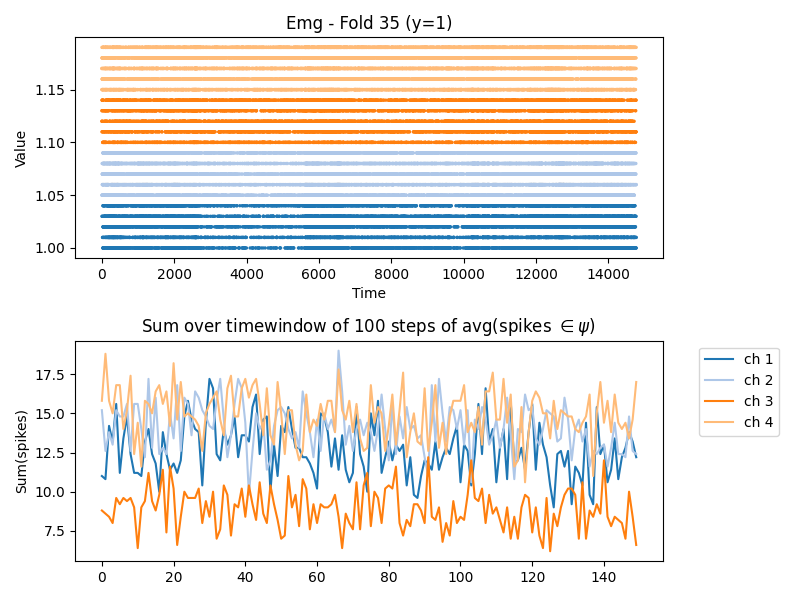 Emg - Fold 35 (y=1)
Value
1.15
1.10
1.05
1.00
0 2000 4000 6000 8000 10000 12000 14000
Time
Sum over timewindow of 100 steps of avg(spikes ∈ψ)
Sum(spikes)
17.5
15.0
12.5
10.0
7.5
0 20 40 60 80 100 120 140
ch 1
ch 2
ch 3
ch 4